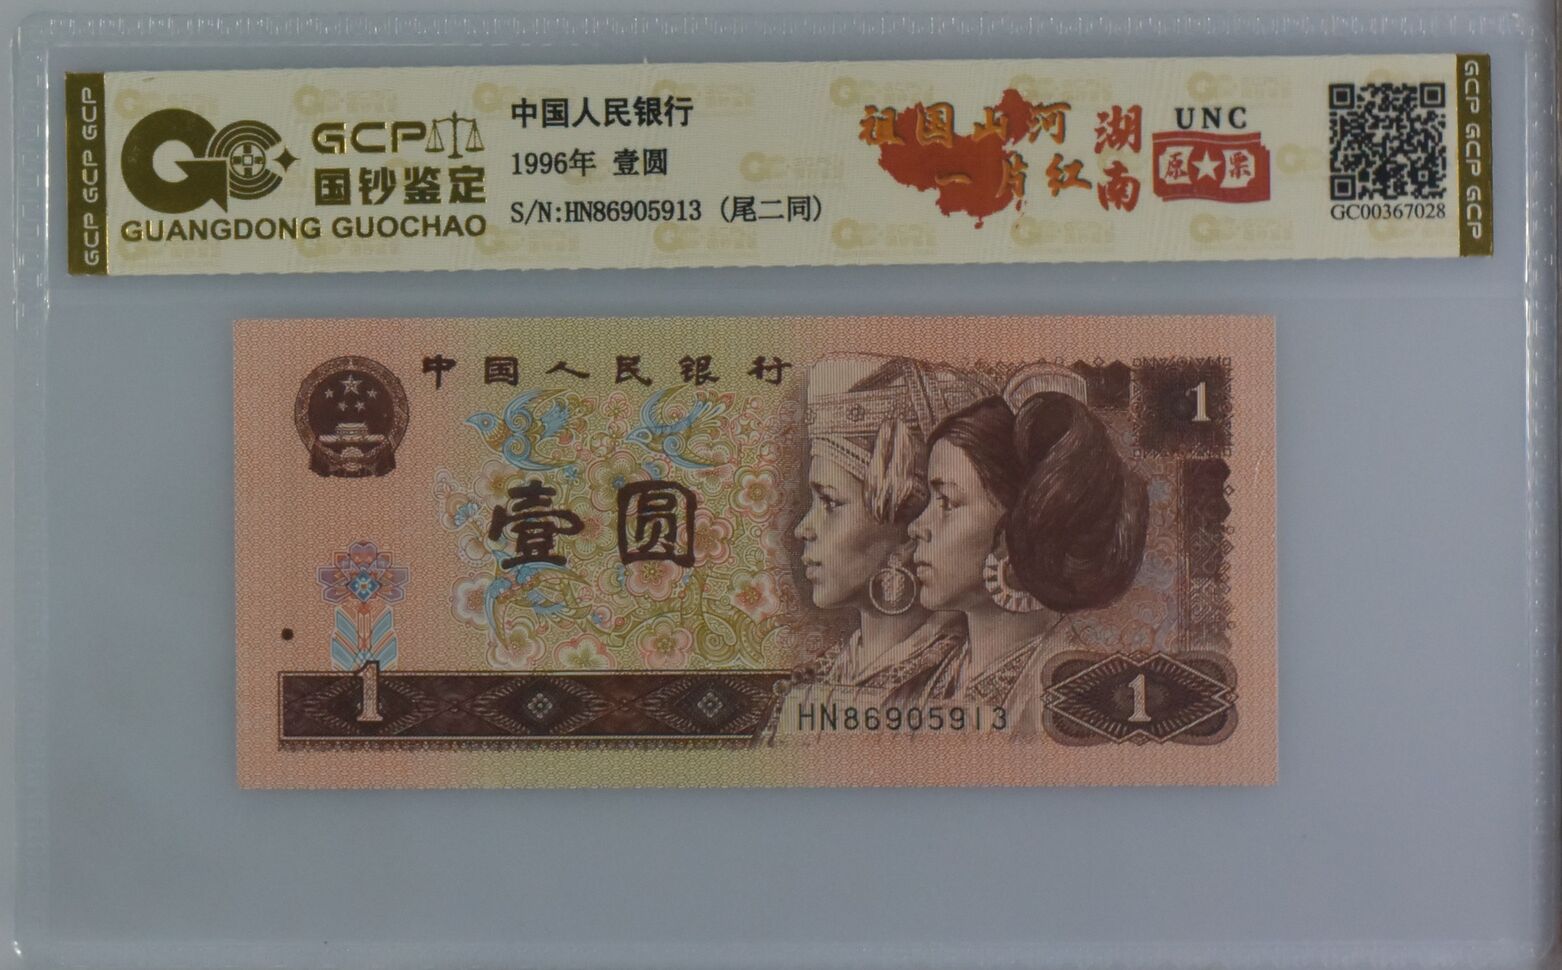 GCP GCP GCP
GCP
国钞鉴定
GUANGDONG GUOCHAO
中国人民银行
1996年 壹圆
S/N:HN86905913 (尾二同)
祖国山河
一片红
湖南
UNC
原★票
GC00367028
GCP GCP GCP
中国人民银行
1
壹圆
1
HN86905913
1